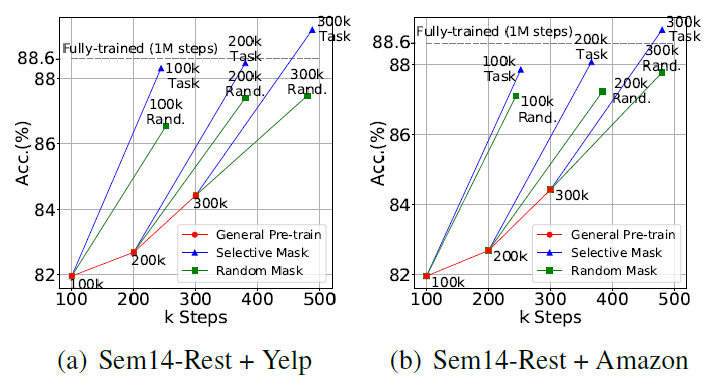 Fully-trained (1M steps)
300k
Task
200k
Task
100k
Task
200k
Rand.
300k
Rand.
100k
Rand.
300k
200k
100k
88.6
88
86
84
82
Acc.(%)
General Pre-train
Selective Mask
Random Mask
100 200 300 400 500
k Steps
(a) Sem14-Rest + Yelp
Fully-trained (1M steps)
300k
Task
200k
Task
100k
Task
300k
Rand.
200k
Rand.
100k
Rand.
300k
200k
100k
88.6
88
86
84
82
Acc.(%)
General Pre-train
Selective Mask
Random Mask
100 200 300 400 500
k Steps
(b) Sem14-Rest + Amazon